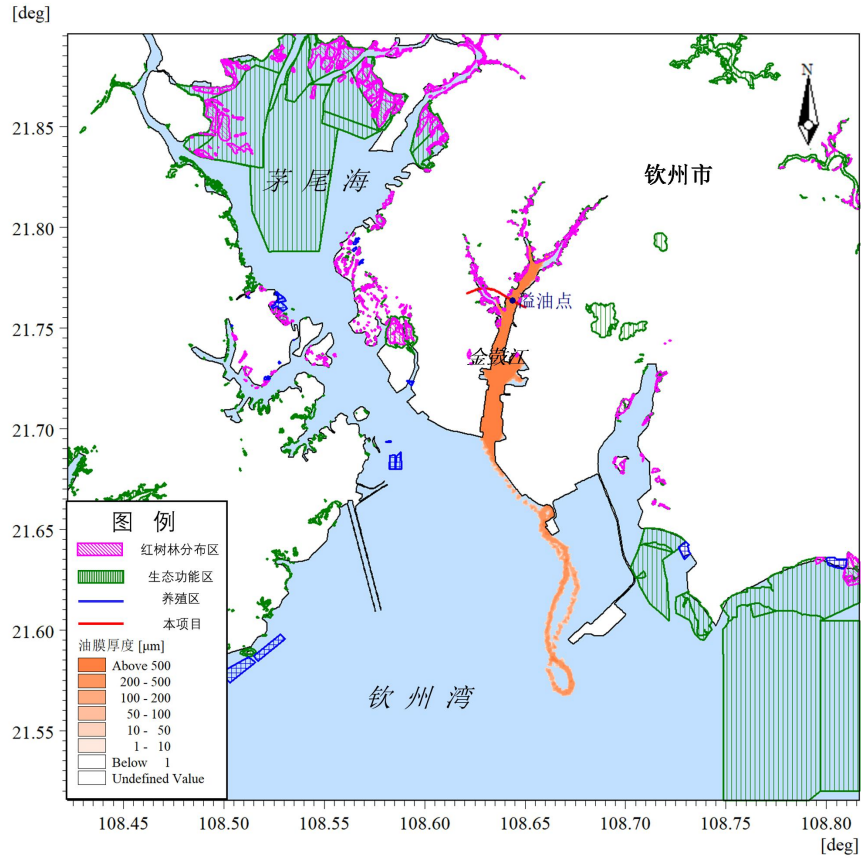 [deg]
N
21.85
21.80
21.75
21.70
21.65
21.60
21.55
茅尾海
钦州市
溢油点
金鼓江
钦州湾
图 例
红树林分布区
生态功能区
养殖区
本项目
油膜厚度 [μm]
Above 500
200 - 500
100 - 200
50 - 100
10 - 50
1 - 10
Below 1
Undefined Value
108.45 108.50 108.55 108.60 108.65 108.70 108.75 108.80
[deg]